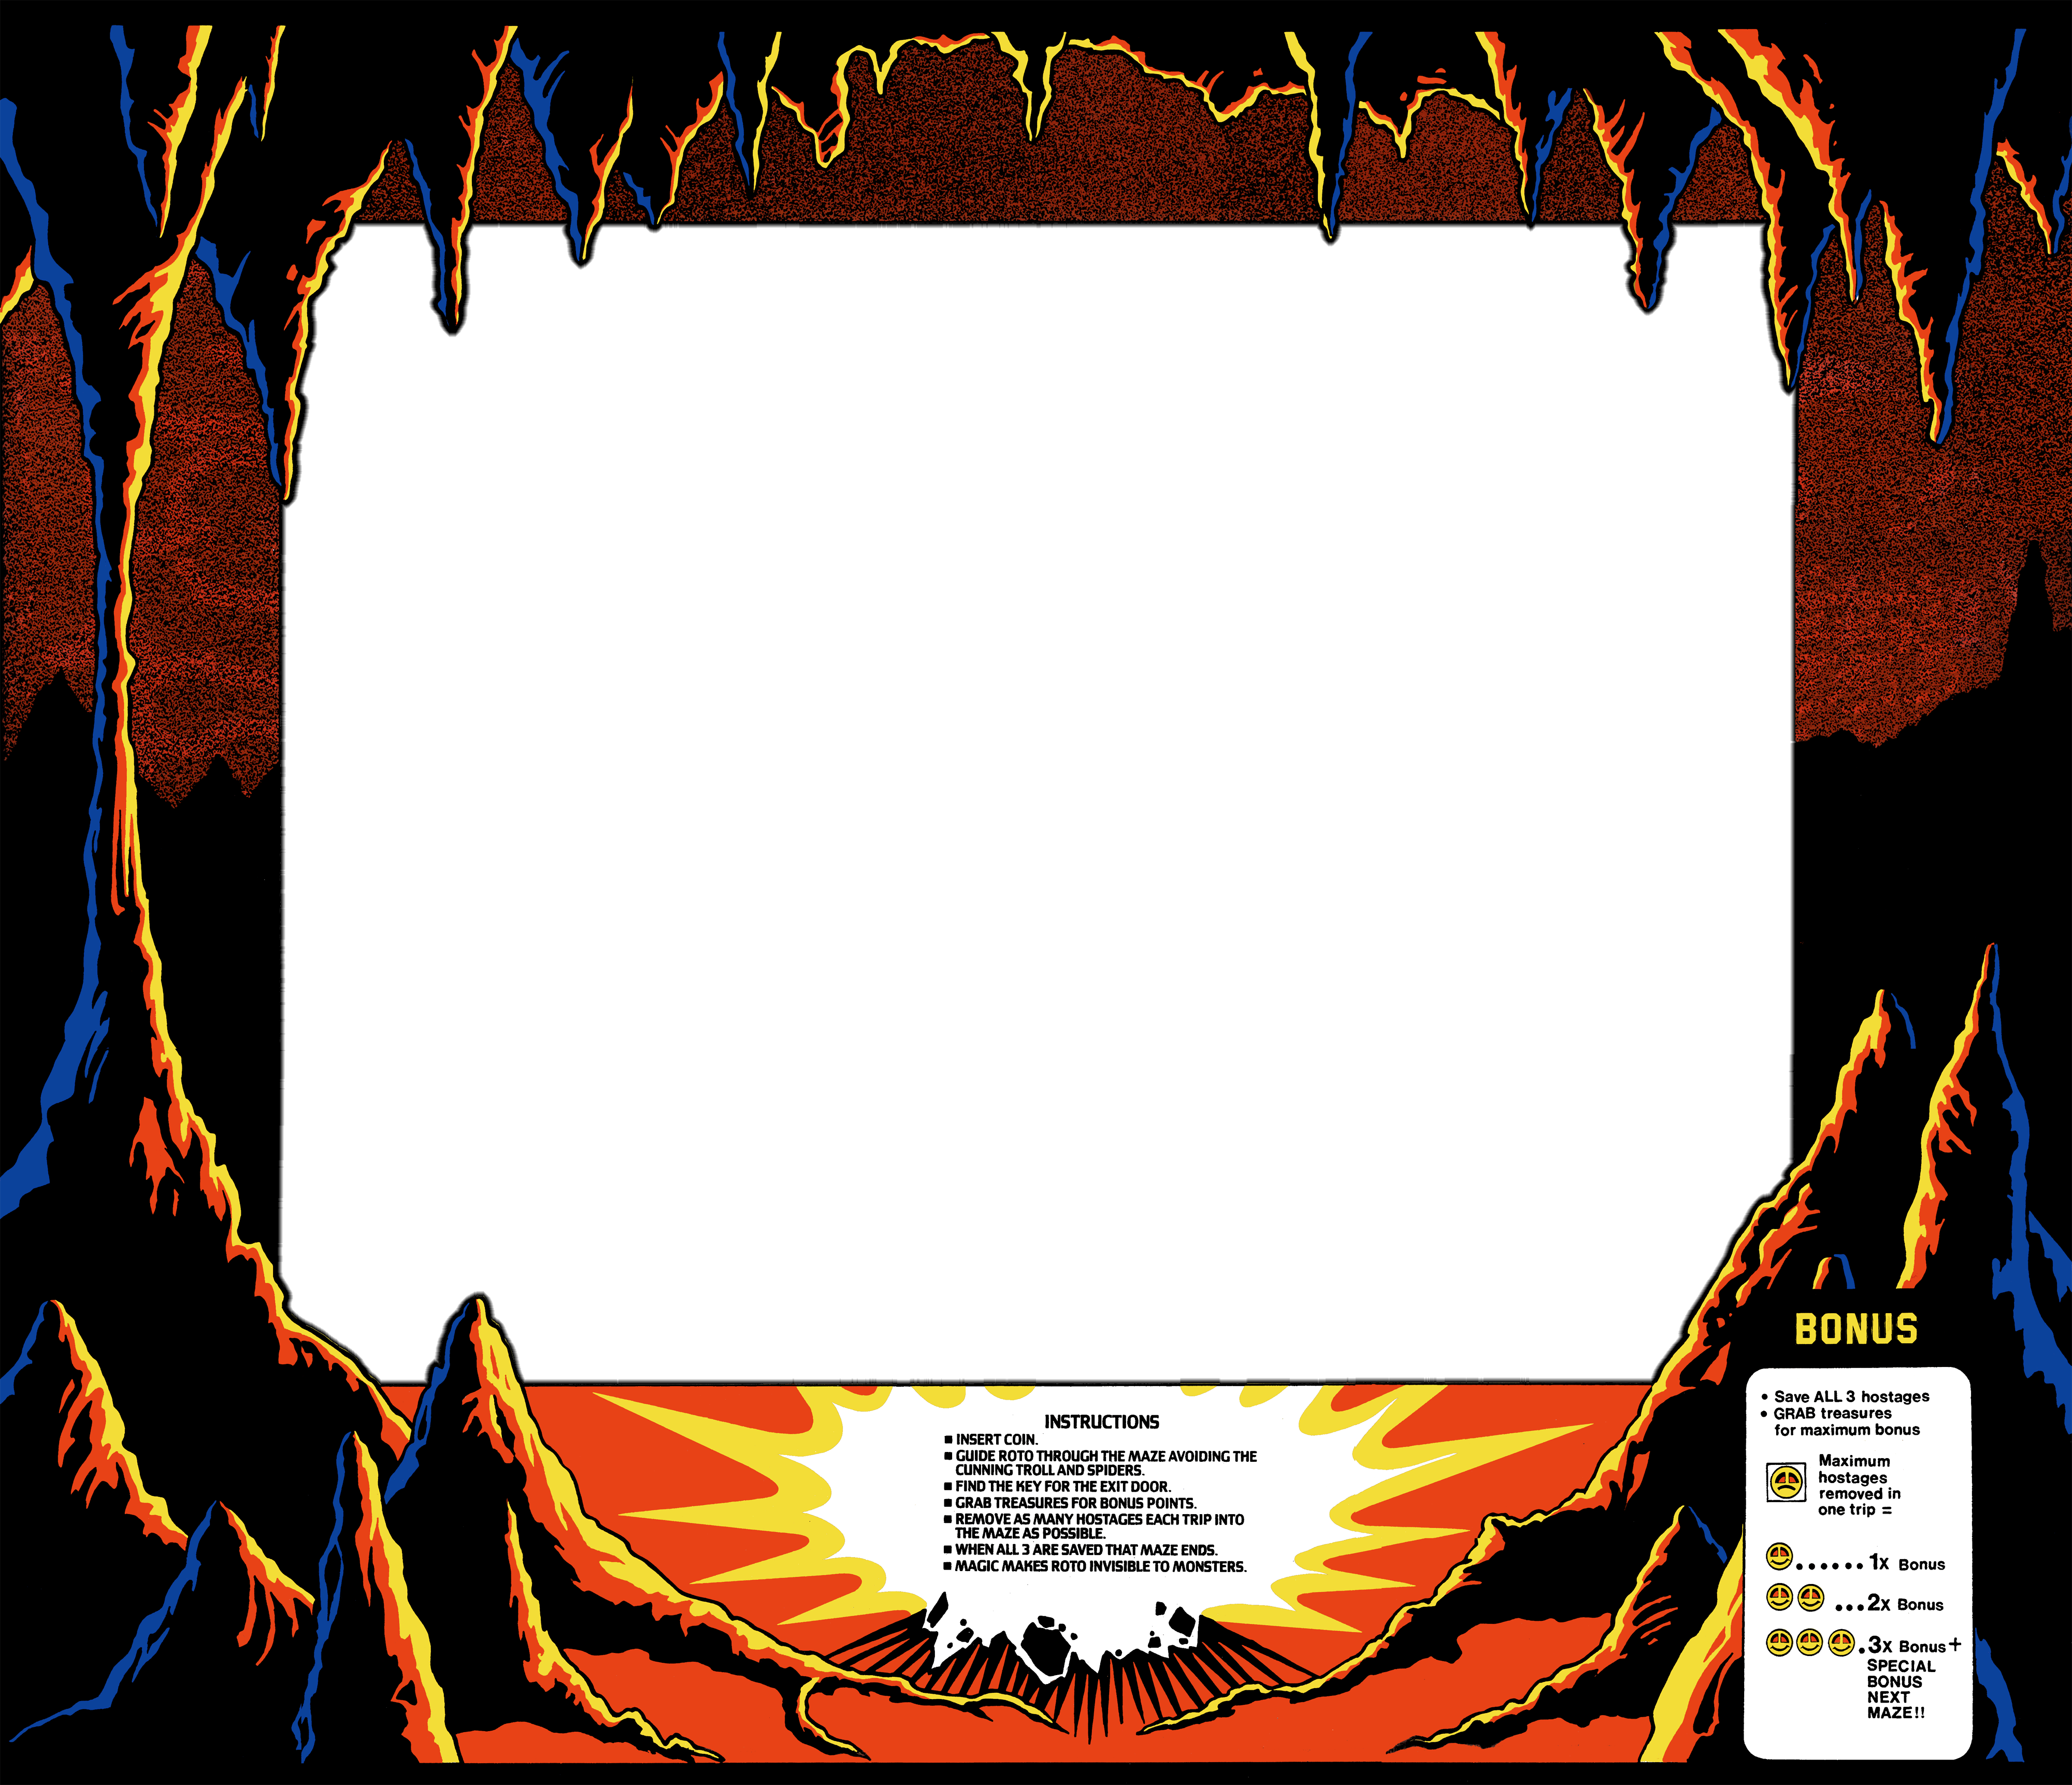 INSTRUCTIONS
■ INSERT COIN.
■ GUIDE ROTO THROUGH THE MAZE AVOIDING THE
CUNNING TROLL AND SPIDERS.
■ FIND THE KEY FOR THE EXIT DOOR.
■ GRAB TREASURES FOR BONUS POINTS.
■ REMOVE AS MANY HOSTAGES EACH TRIP INTO
THE MAZE AS POSSIBLE.
■ WHEN ALL 3 ARE SAVED THAT MAZE ENDS.
■ MAGIC MAKES ROTO INVISIBLE TO MONSTERS.
BONUS
• Save ALL 3 hostages
• GRAB treasures
for maximum bonus
Maximum
hostages
removed in
one trip =
......1x Bonus
...2x Bonus
.3x Bonus+
SPECIAL
BONUS
NEXT
MAZE!!